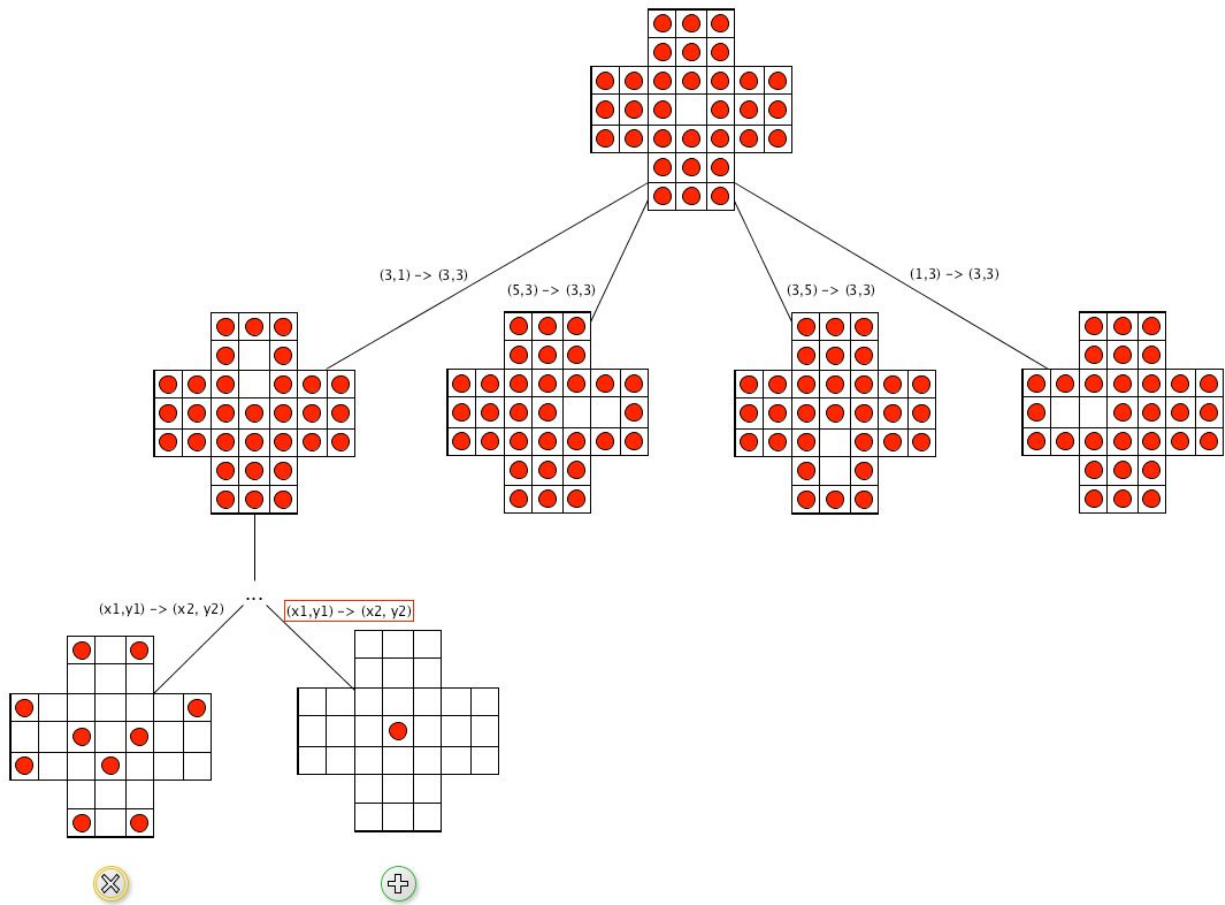 (3,1) -> (3,3)
(5,3) -> (3,3)
(3,5) -> (3,3)
(1,3) -> (3,3)
...
(x1,y1) -> (x2, y2)
(x1,y1) -> (x2, y2)